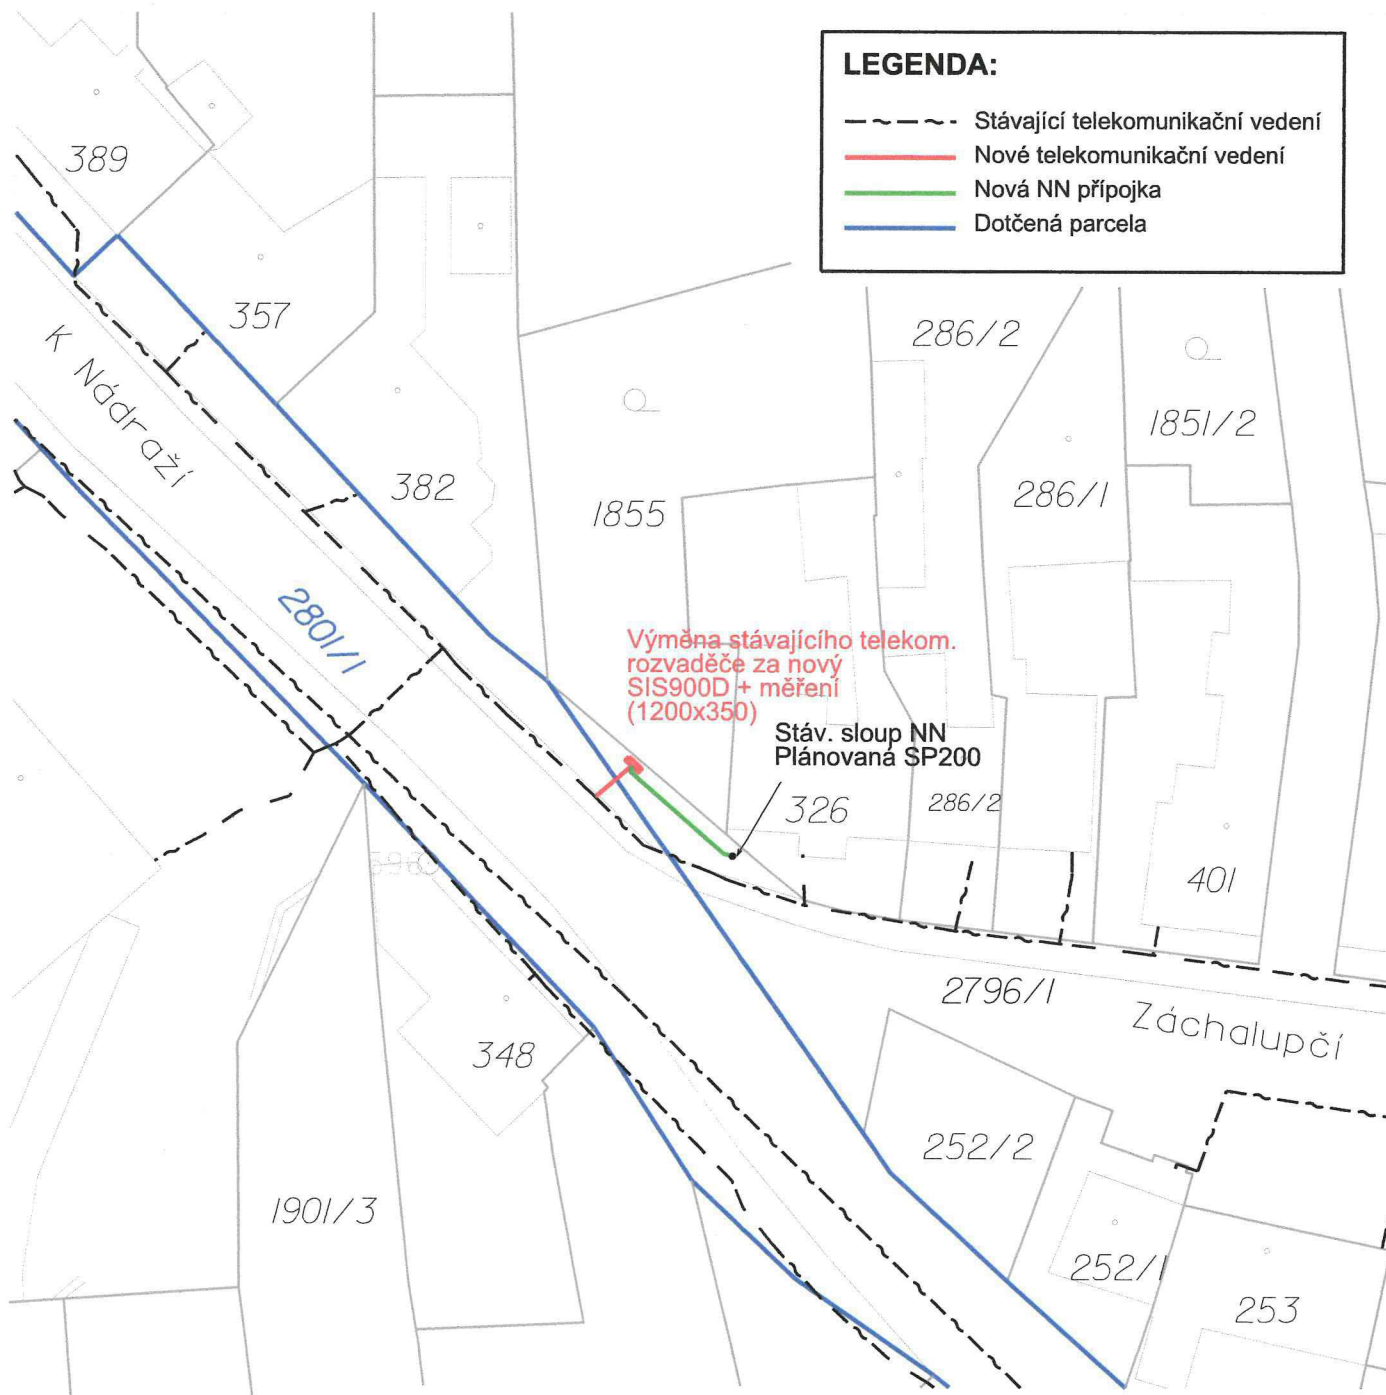 LEGENDA:
Stávající telekomunikační vedení
Nové telekomunikační vedení
Nová NN přípojka
Dotčená parcela
389
357
K Nádraží
382
286/2
1851/2
1855
286/1
2801/1
Výměna stávajícího telekom.
rozvaděče za nový
SIS900D + měření
(1200x350)
Stáv. sloup NN
Plánovaná SP200
326
286/2
401
2796/1
Záchalupčí
348
252/2
1901/3
252/1
253